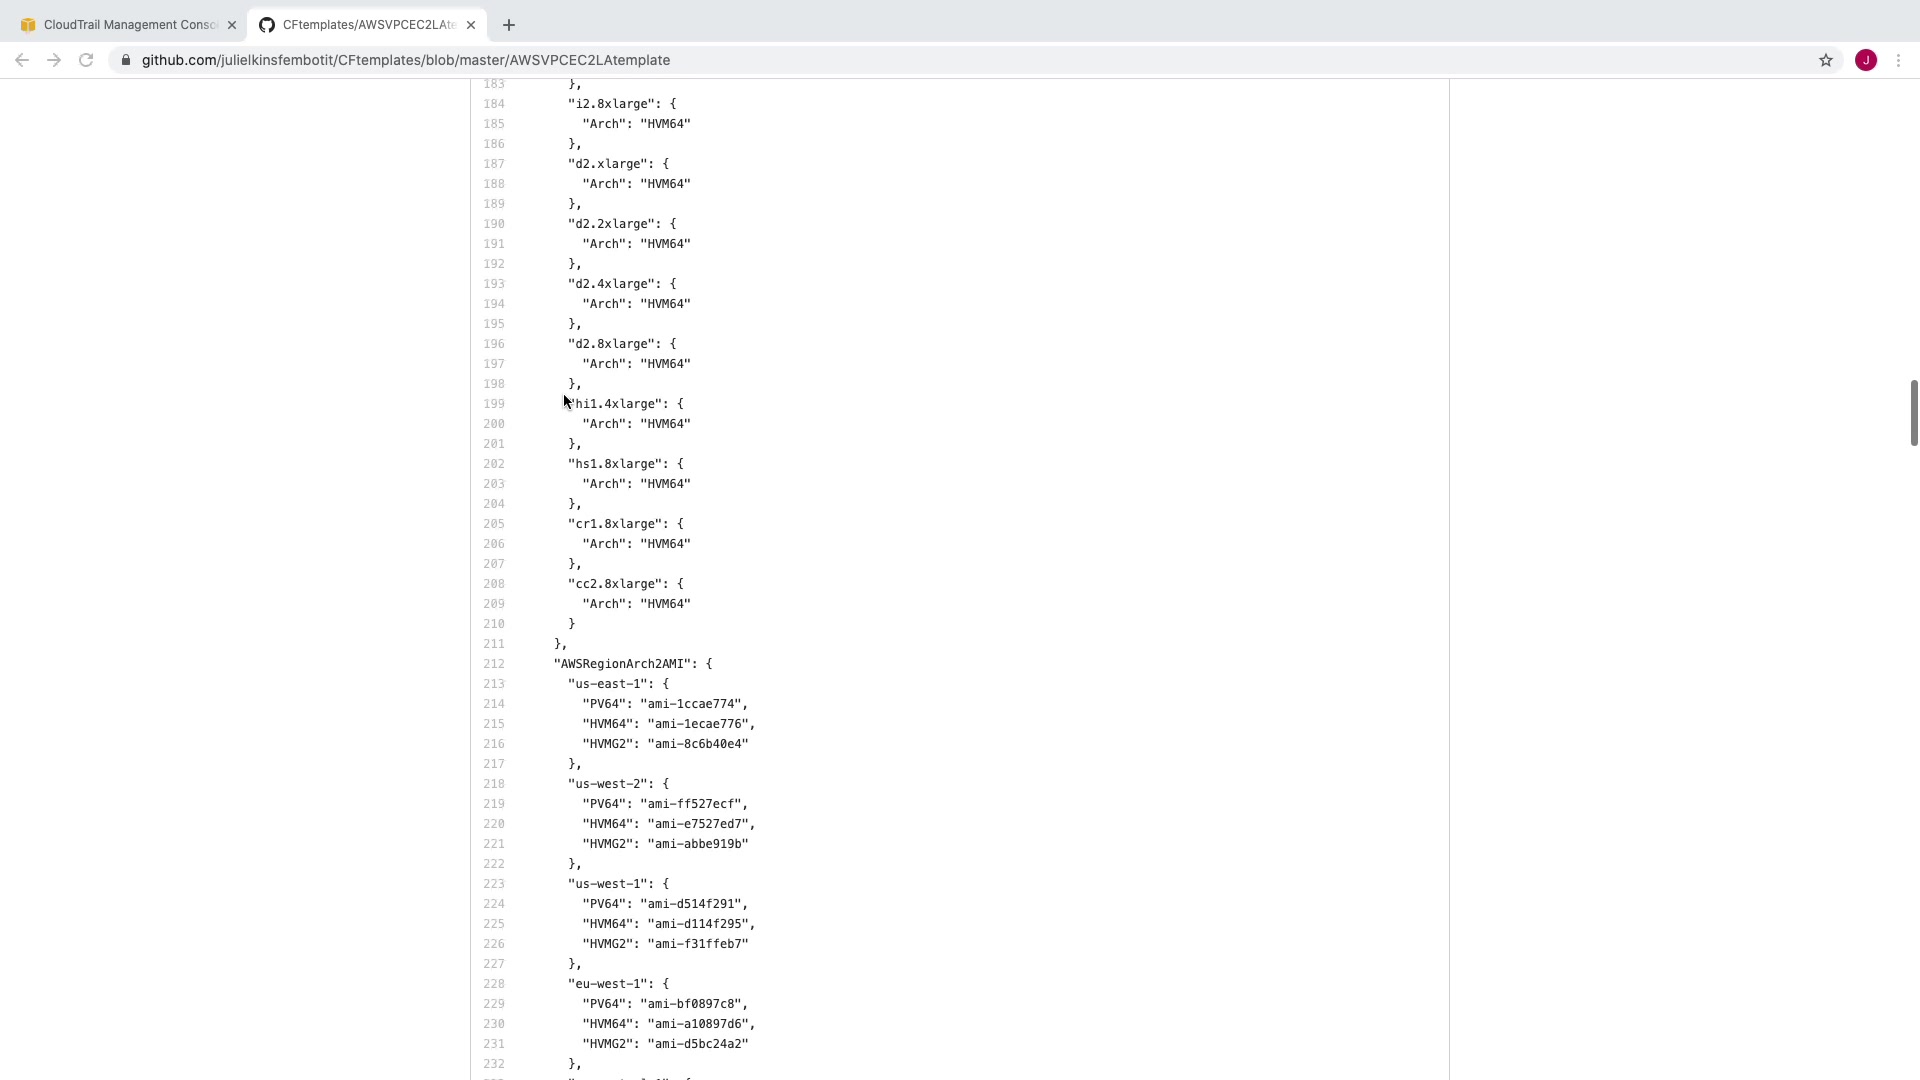 CloudTrail Management Conso
CFtemplates/AWSVPCEC2LAte
github.com/julielkinsfembotit/CFtemplates/blob/master/AWSVPCEC2LAtemplate
J
183 },
184 "i2.8xlarge": {
185 "Arch": "HVM64"
186 },
187 "d2.xlarge": {
188 "Arch": "HVM64"
189 },
190 "d2.2xlarge": {
191 "Arch": "HVM64"
192 },
193 "d2.4xlarge": {
194 "Arch": "HVM64"
195 },
196 "d2.8xlarge": {
197 "Arch": "HVM64"
198 },
199 "hi1.4xlarge": {
200 "Arch": "HVM64"
201 },
202 "hs1.8xlarge": {
203 "Arch": "HVM64"
204 },
205 "cr1.8xlarge": {
206 "Arch": "HVM64"
207 },
208 "cc2.8xlarge": {
209 "Arch": "HVM64"
210 }
211 },
212 "AWSRegionArch2AMI": {
213 "us-east-1": {
214 "PV64": "ami-1ccae774",
215 "HVM64": "ami-1ecae776",
216 "HVMG2": "ami-8c6b40e4"
217 },
218 "us-west-2": {
219 "PV64": "ami-ff527ecf",
220 "HVM64": "ami-e7527ed7",
221 "HVMG2": "ami-abbe919b"
222 },
223 "us-west-1": {
224 "PV64": "ami-d514f291",
225 "HVM64": "ami-d114f295",
226 "HVMG2": "ami-f31ffeb7"
227 },
228 "eu-west-1": {
229 "PV64": "ami-bf0897c8",
230 "HVM64": "ami-a10897d6",
231 "HVMG2": "ami-d5bc24a2"
232 },